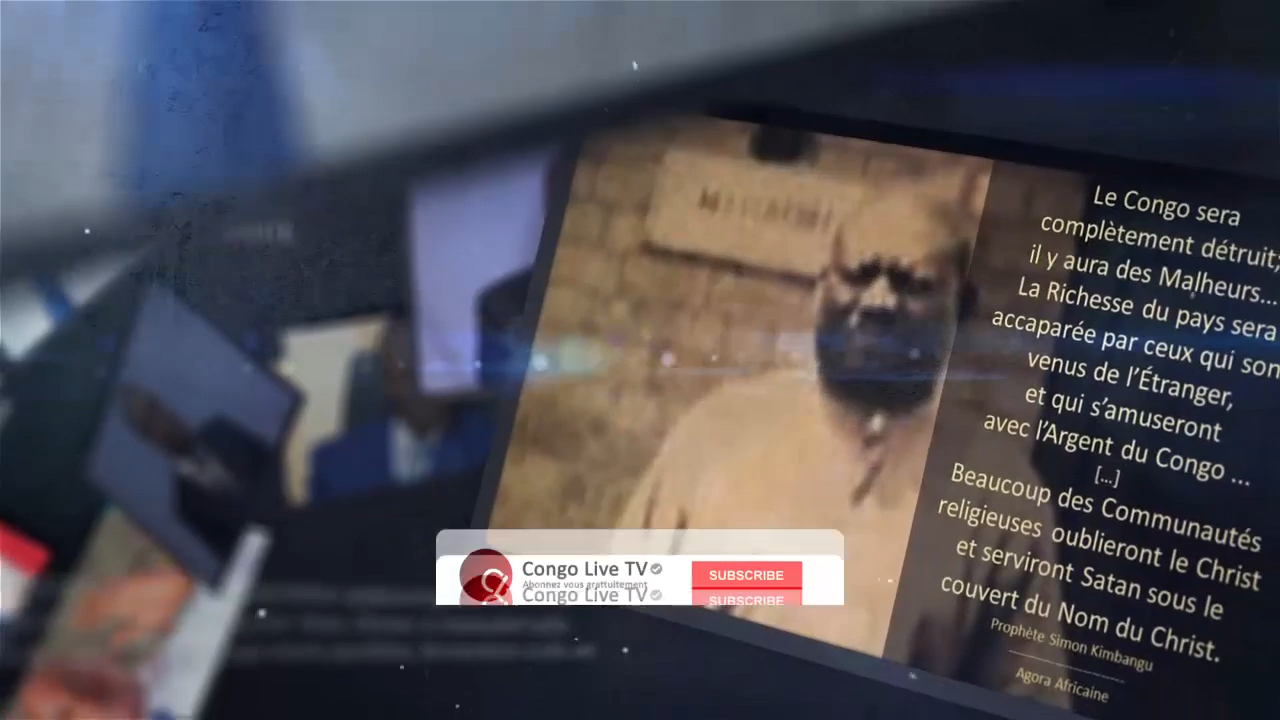 Le Congo sera
complètement détruit;
il y aura des Malheurs...
La Richesse du pays sera
accaparée par ceux qui son
venus de l'Étranger,
et qui s'amuseront
avec l'Argent du Congo ...
[...]
Beaucoup des Communautés
religieuses oublieront le Christ
et serviront Satan sous le
couvert du Nom du Christ.
Prophète Simon Kimbangu
Agora Africaine
Congo Live TV
Abonnez vous grattuitement
SUBSCRIBE
Congo Live TV
SUBSCRIBE